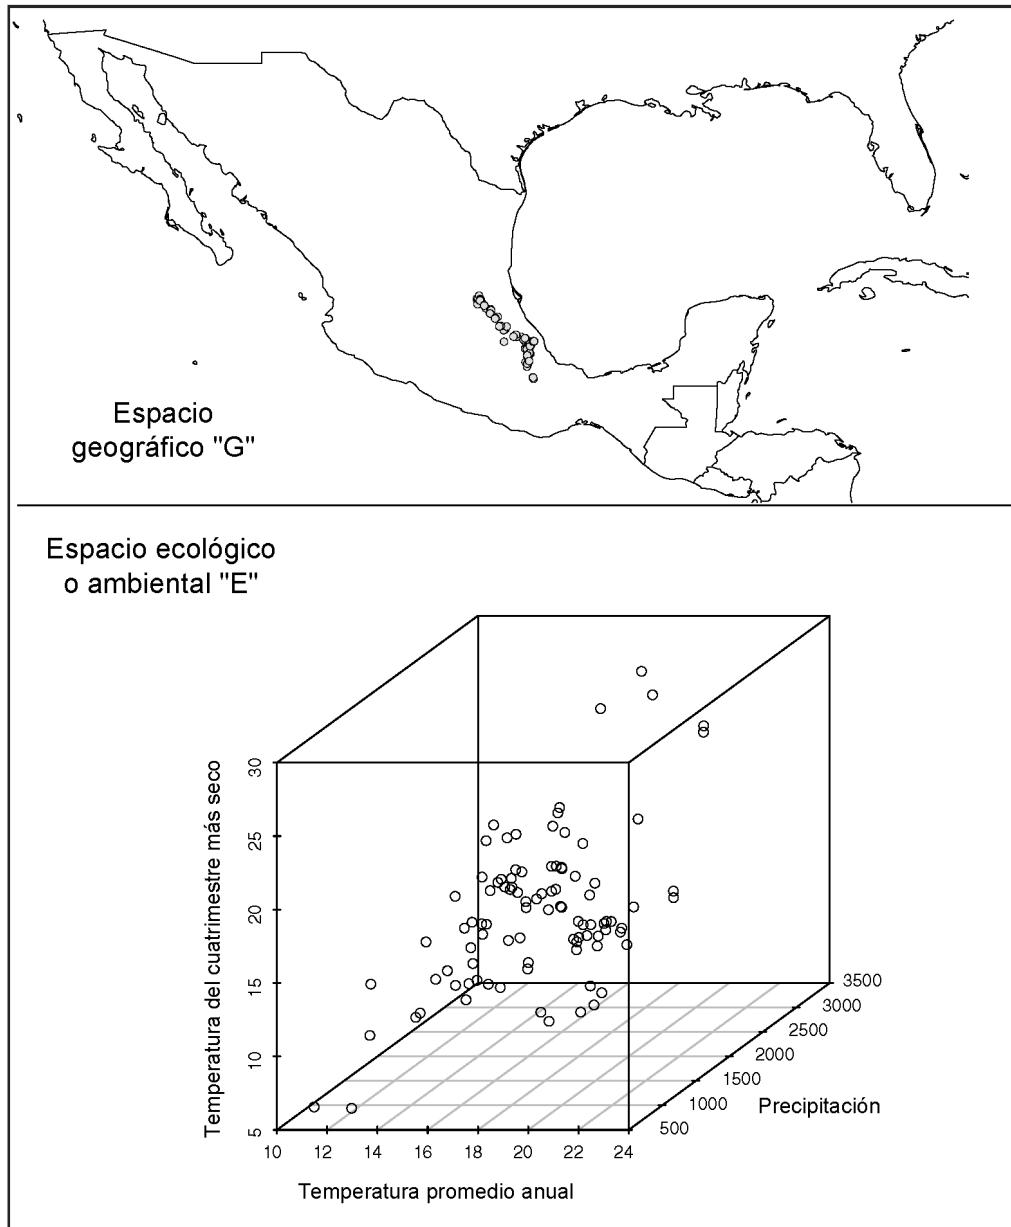 Espacio
geográfico "G"
Espacio ecológico
o ambiental "E"
Temperatura del cuatrimestre más seco
30
25
20
15
10
5
10 12 14 16 18 20 22 24
Temperatura promedio anual
3500
3000
2500
2000
1500
1000
500
Precipitación